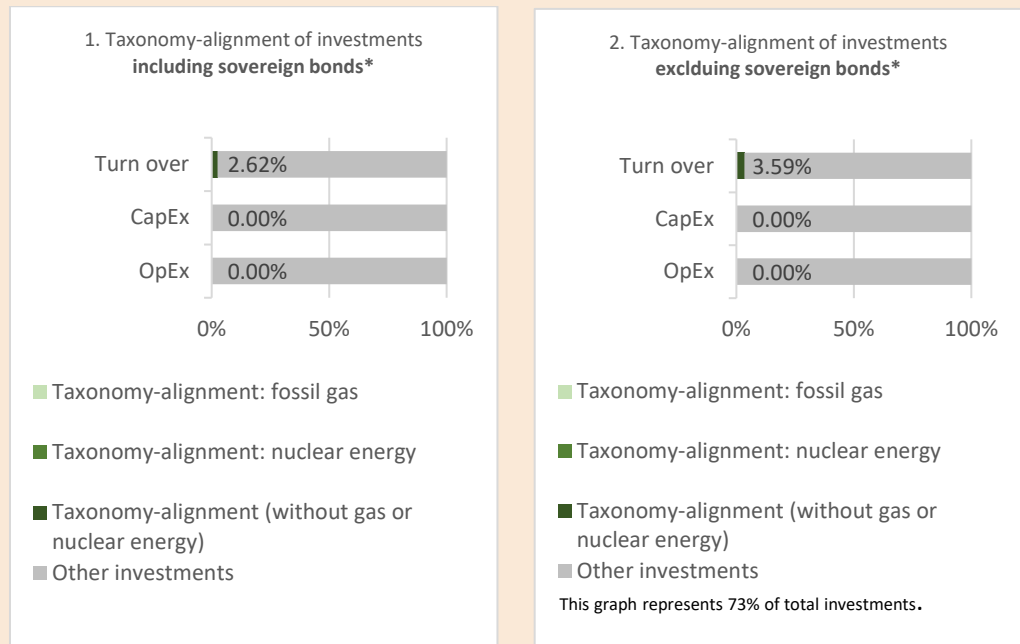 1. Taxonomy-alignment of investments
including sovereign bonds*
Turn over
2.62%
CapEx
0.00%
OpEx
0.00%
0%
50%
100%
Taxonomy-alignment: fossil gas
Taxonomy-alignment: nuclear energy
Taxonomy-alignment (without gas or
nuclear energy)
Other investments
2. Taxonomy-alignment of investments
exclduing sovereign bonds*
Turn over
3.59%
CapEx
0.00%
OpEx
0.00%
0%
50%
100%
Taxonomy-alignment: fossil gas
Taxonomy-alignment: nuclear energy
Taxonomy-alignment (without gas or
nuclear energy)
Other investments
This graph represents 73% of total investments.